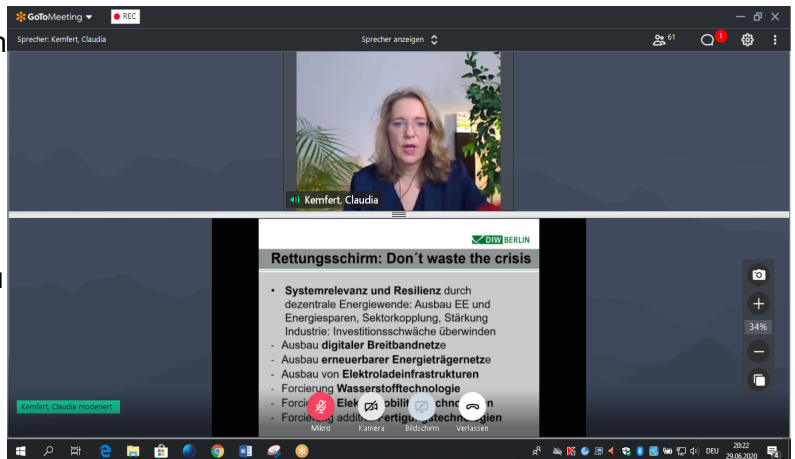 GoToMeeting
REC
Sprecher: Kemfert, Claudia
Sprecher anzeigen
61
1
Kemfert, Claudia
DIW BERLIN
Rettungsschirm: Don´t waste the crisis
• Systemrelevanz und Resilienz durch
dezentrale Energiewende: Ausbau EE und
Energiesparen, Sektorkopplung, Stärkung
Industrie: Investitionsschwäche überwinden
- Ausbau digitaler Breitbandnetze
- Ausbau erneuerbarer Energieträgernetze
- Ausbau von Elektroladeinfrastrukturen
- Forcierung Wasserstofftechnologie
- Forcierung additi Fertigungstechnologien
34%
Kemfert, Claudia moderiert
Mikro
Kamera
Bildschirm
Verlassen
DEU
20:22
29.06.2020